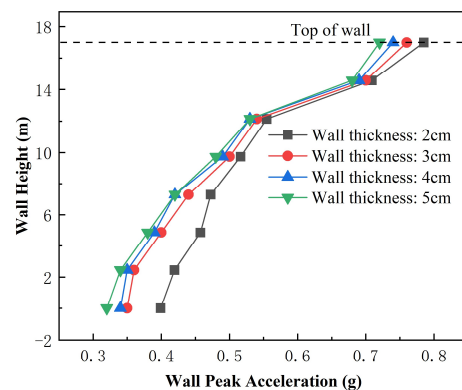 18
Top of wall
14
10
6
2
-2
Wall Height (m)
Wall thickness: 2cm
Wall thickness: 3cm
Wall thickness: 4cm
Wall thickness: 5cm
0.3 0.4 0.5 0.6 0.7 0.8
Wall Peak Acceleration (g)